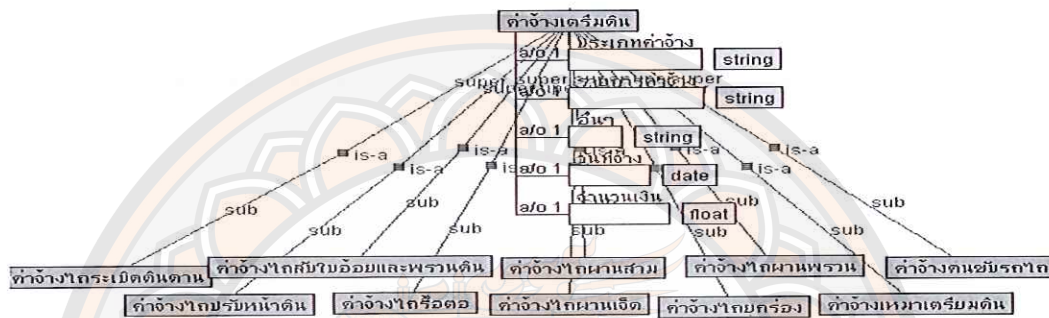 ค่าจ้างเตรียมดิน
ประเภทค่าจ้าง
a/o 1 string
super super super
a/o 1 string
อื่นๆ
a/o 1 string
is-a is-a is-a is-a
วันที่จ้าง
a/o 1 date
จำนวนเงิน
a/o 1 float
sub sub sub sub
sub sub sub sub
ค่าจ้างไถระเบิดดินดาน ค่าจ้างไถสับใบอ้อยและพรวนดิน ค่าจ้างไถผานสาม ค่าจ้างไถผานพรวน ค่าจ้างคนขับรถไถ
ค่าจ้างไถปรับหน้าดิน ค่าจ้างไถรื้อตอ ค่าจ้างไถผานเจ็ด ค่าจ้างไถยกร่อง ค่าจ้างเหมาเตรียมดิน